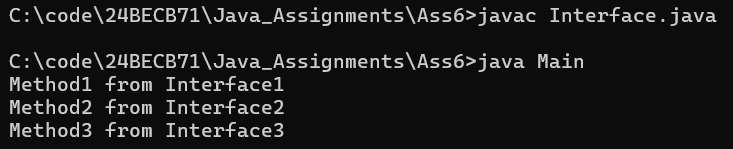 C:\code\24BECB71\Java_Assignments\Ass6>javac Interface.java
C:\code\24BECB71\Java_Assignments\Ass6>java Main
Method1 from Interface1
Method2 from Interface2
Method3 from Interface3